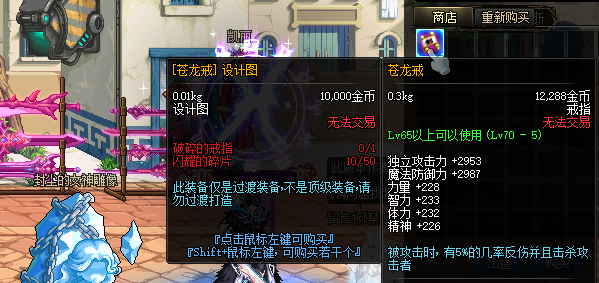 商店
重新购买
凯丽
[苍龙戒] 设计图
0.01kg
10,000金币
设计图
无法交易
破碎的戒指
0/1
闪耀的碎片
10/50
此装备仅是过渡装备,不是顶级装备,请
勿过渡打造
『点击鼠标左键可购买』
『Shift+鼠标左键, 可购买若干个』
苍龙戒
0.3kg
12,288金币
戒指
无法交易
Lv65以上可以使用 (Lv70 - 5)
独立攻击力 +2953
魔法防御力 +2987
力量 +228
智力 +233
体力 +232
精神 +226
被攻击时, 有5%的几率反伤并且击杀攻
击者
封尘的女神雕像